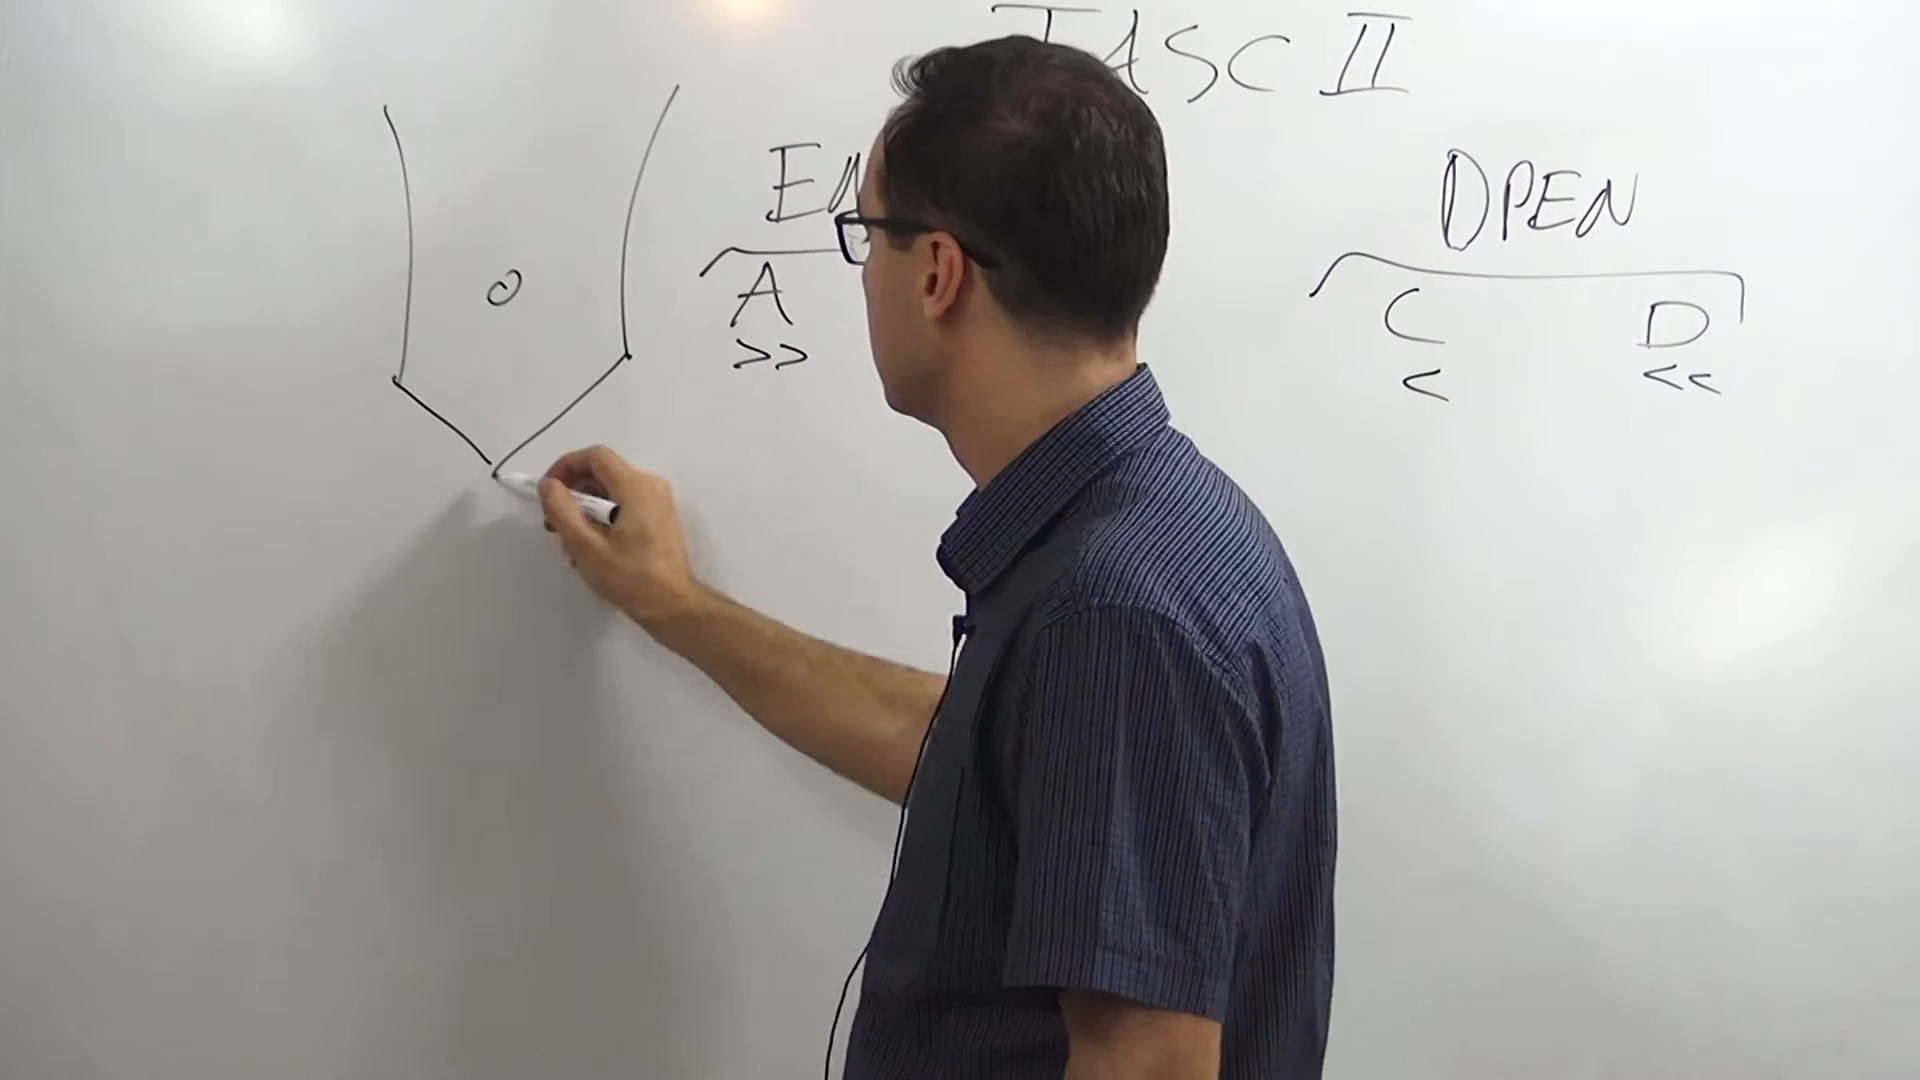 TASC II
OPEN
A
C D
>>
< <<